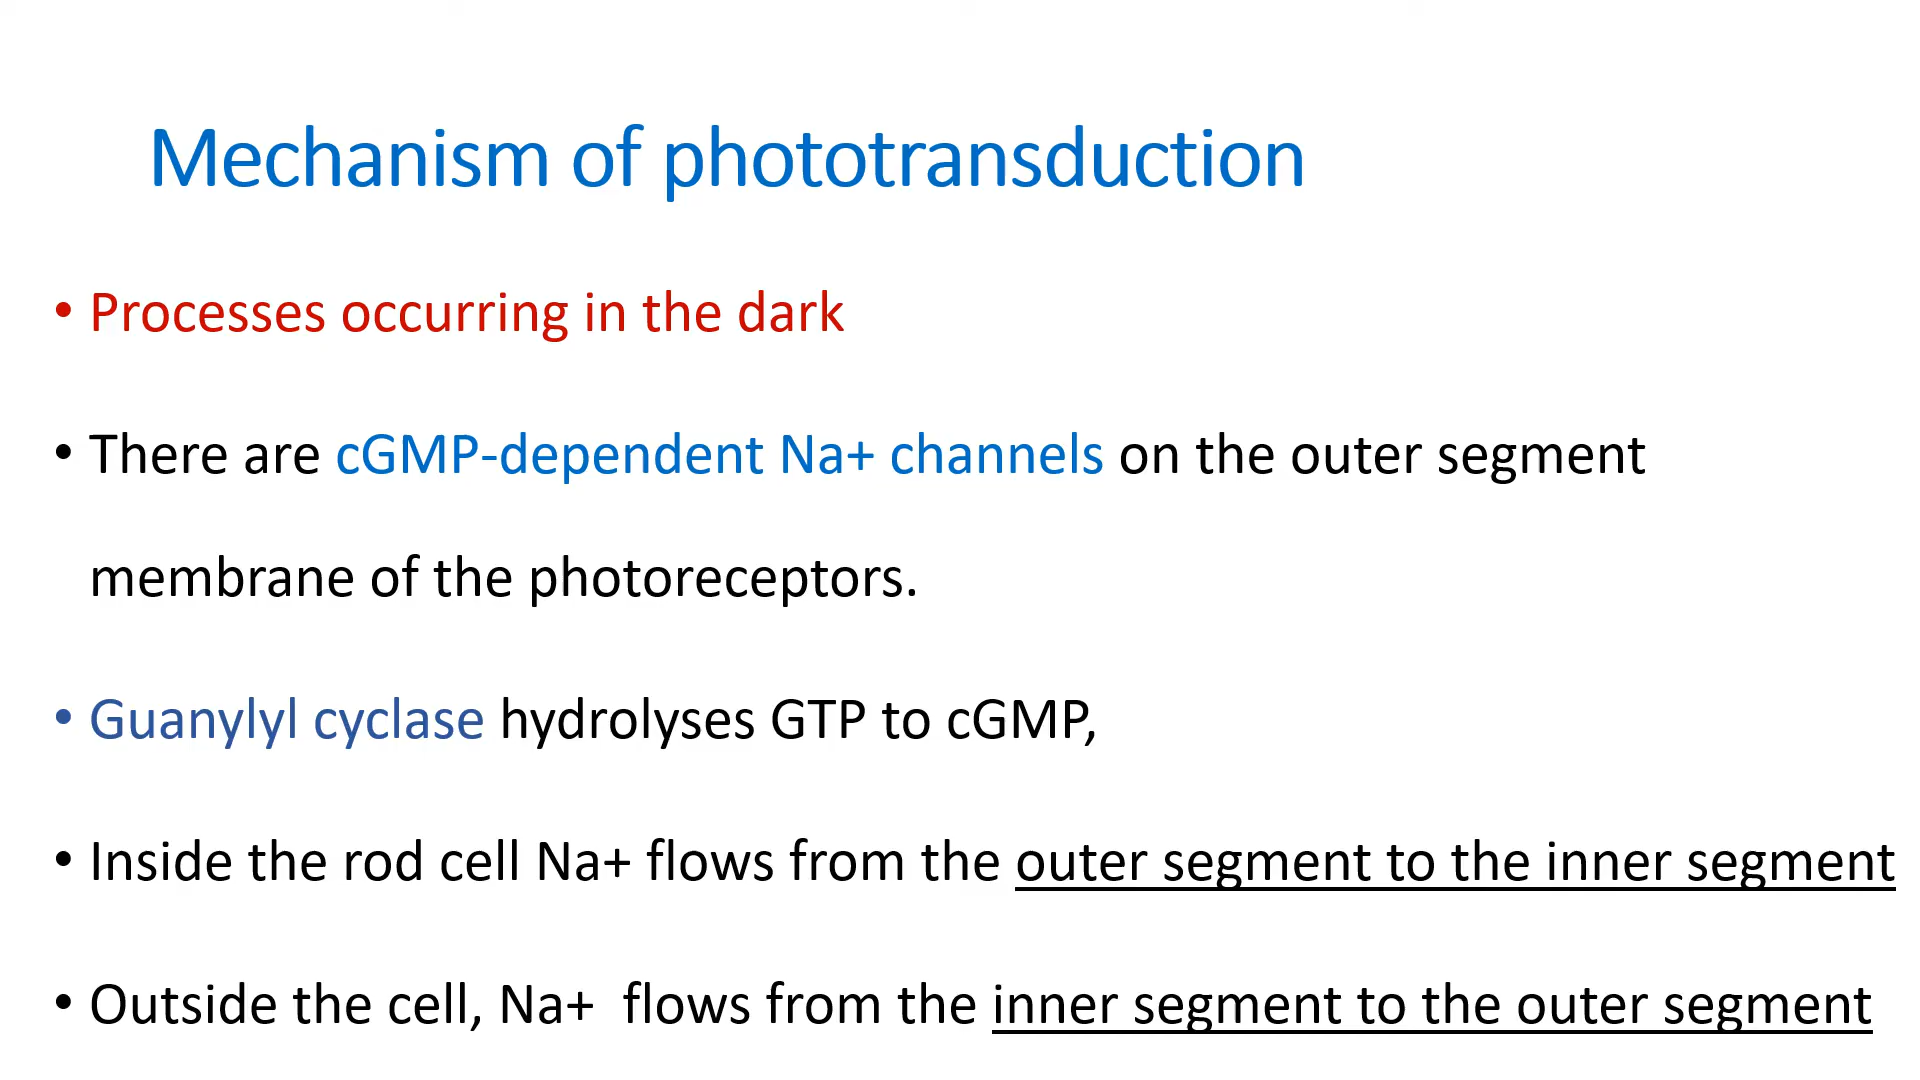 Mechanism of phototransduction
• Processes occurring in the dark
• There are cGMP-dependent Na+ channels on the outer segment
membrane of the photoreceptors.
• Guanylyl cyclase hydrolyses GTP to cGMP,
• Inside the rod cell Na+ flows from the outer segment to the inner segment
• Outside the cell, Na+  flows from the inner segment to the outer segment